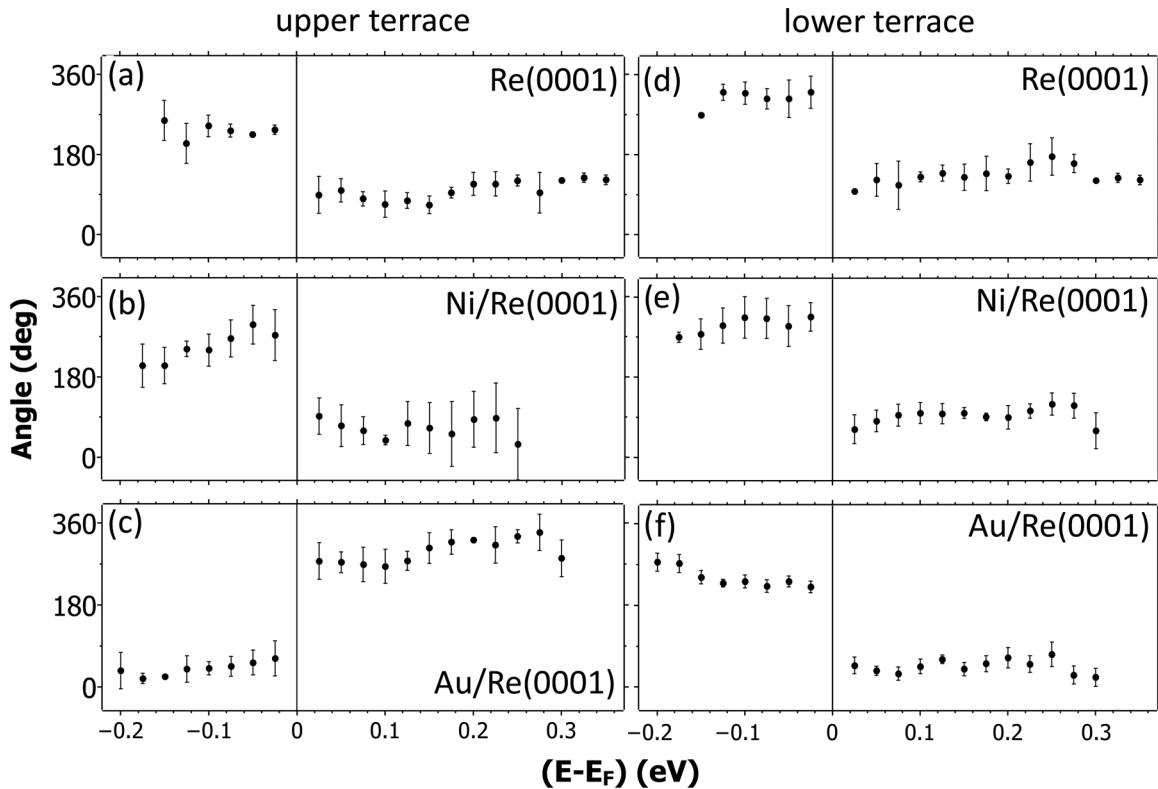 upper terrace
lower terrace
(a)
Re(0001)
(d)
Re(0001)
360
180
0
(b)
Ni/Re(0001)
(e)
Ni/Re(0001)
360
180
0
Angle (deg)
(c)
Au/Re(0001)
(f)
Au/Re(0001)
360
180
0
−0.2 −0.1 0 0.1 0.2 0.3 −0.2 −0.1 0 0.1 0.2 0.3
(E-EF) (eV)